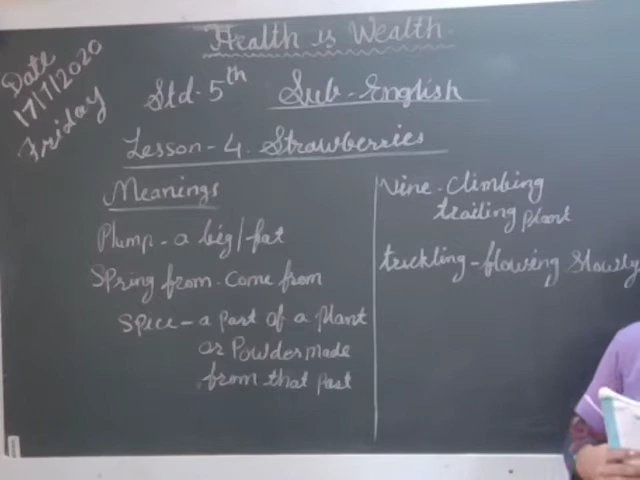 Health is Wealth.
Date
17/7/2020
Friday
Std. 5th Sub. English
Lesson - 4. Strawberries
Meanings
Plump - a big/fat
Spring from - Come from
Spice - a part of a plant
or Powder made
from that part
Vine - Climbing
trailing plant
trickling - flowing slowly